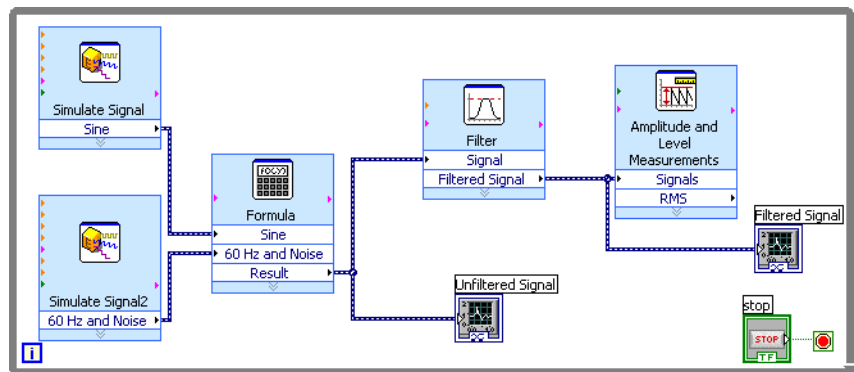 Simulate Signal
Sine
Simulate Signal2
60 Hz and Noise
f(x,y)
Formula
Sine
60 Hz and Noise
Result
Unfiltered Signal
Filter
Signal
Filtered Signal
Amplitude and
Level
Measurements
Signals
RMS
Filtered Signal
stop
STOP
TF
i